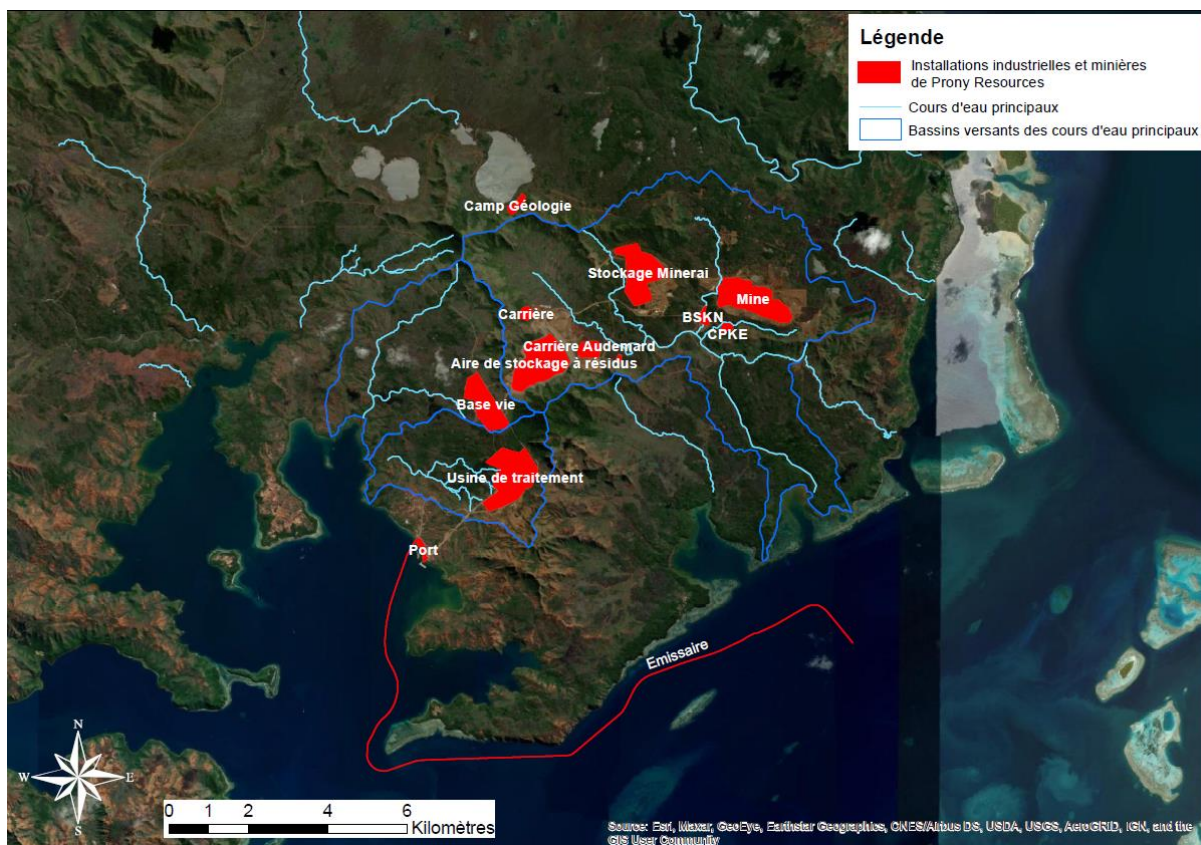 Légende
Installations industrielles et minières
de Prony Resources
Cours d'eau principaux
Bassins versants des cours d'eau principaux
Camp Géologie
Stockage Minerai
Mine
Carrière
BSKN
CPKE
Carrière Audemard
Aire de stockage à résidus
Base vie
Usine de traitement
Port
Emissaire
N
W
E
S
0 1 2 4 6
Kilomètres
Source: Esri, Maxar, GeoEye, Earthstar Geographics, CNES/Airbus DS, USDA, USGS, AeroGRID, IGN, and the
GIS User Community